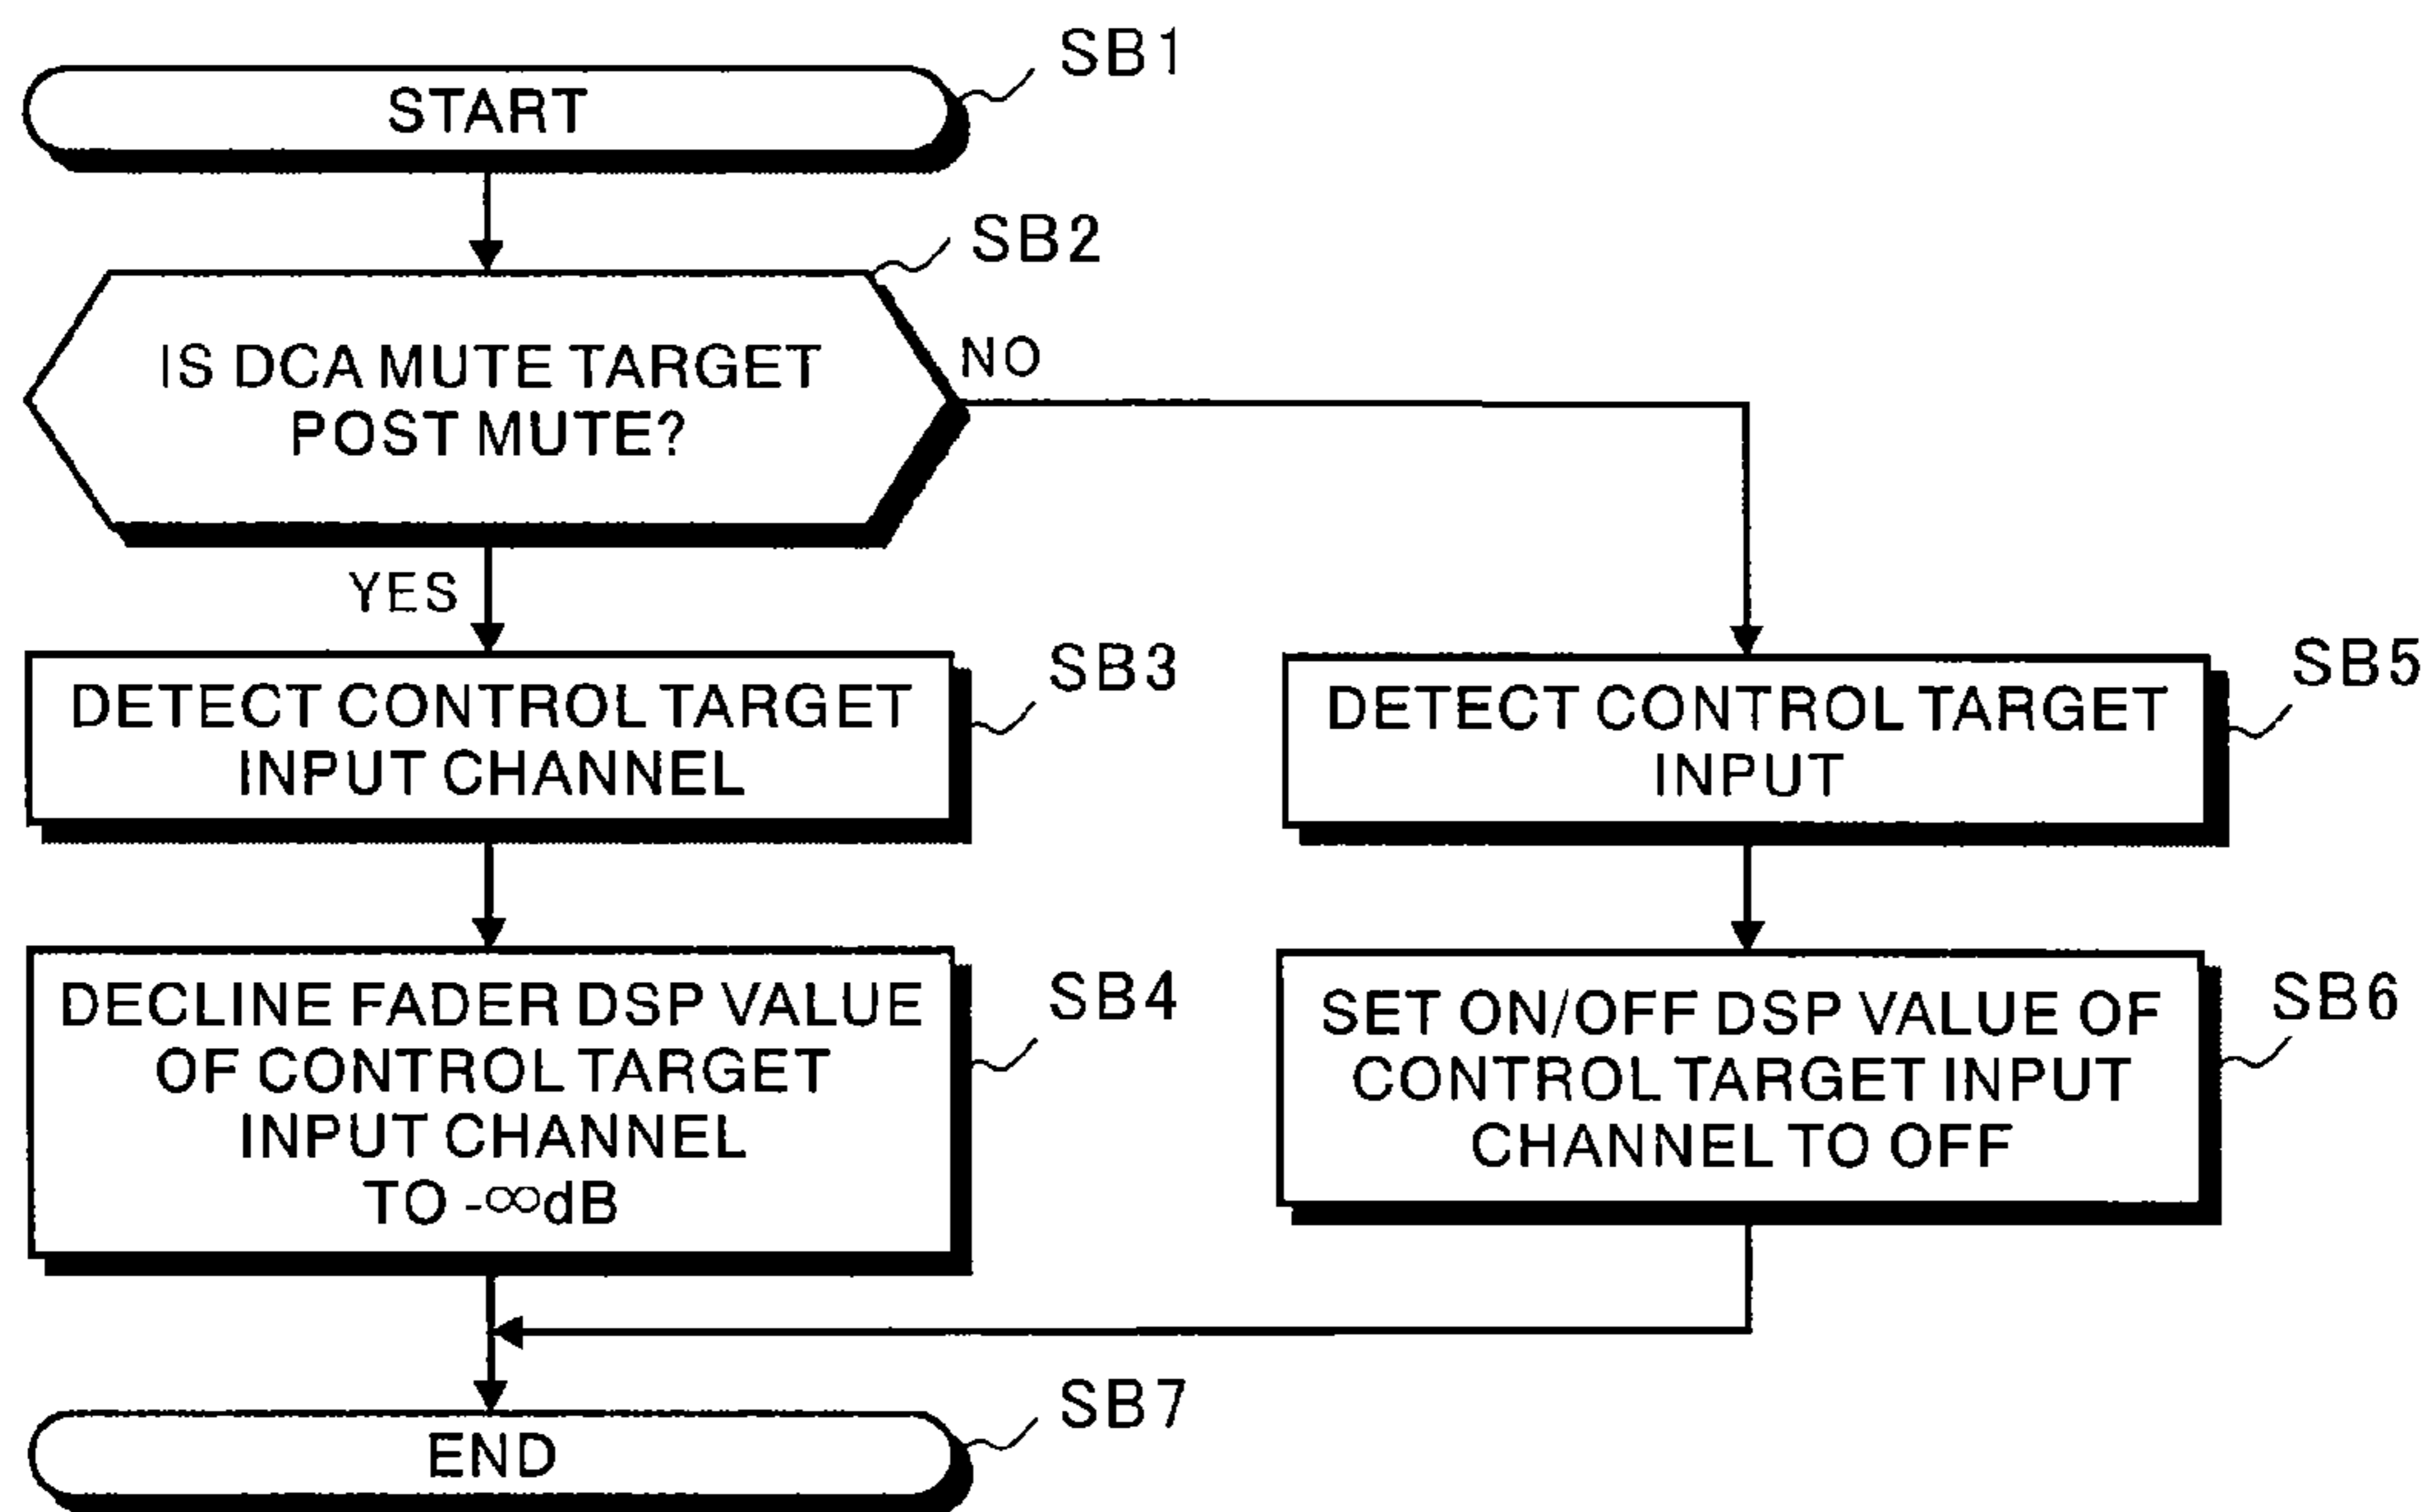 SB1
START
SB2
IS DCA MUTE TARGET
POST MUTE?
NO
YES
SB3
DETECT CONTROL TARGET
INPUT CHANNEL
SB5
DETECT CONTROL TARGET
INPUT
SB4
DECLINE FADER DSP VALUE
OF CONTROL TARGET
INPUT CHANNEL
TO -∞dB
SB6
SET ON/OFF DSP VALUE OF
CONTROL TARGET INPUT
CHANNEL TO OFF
SB7
END